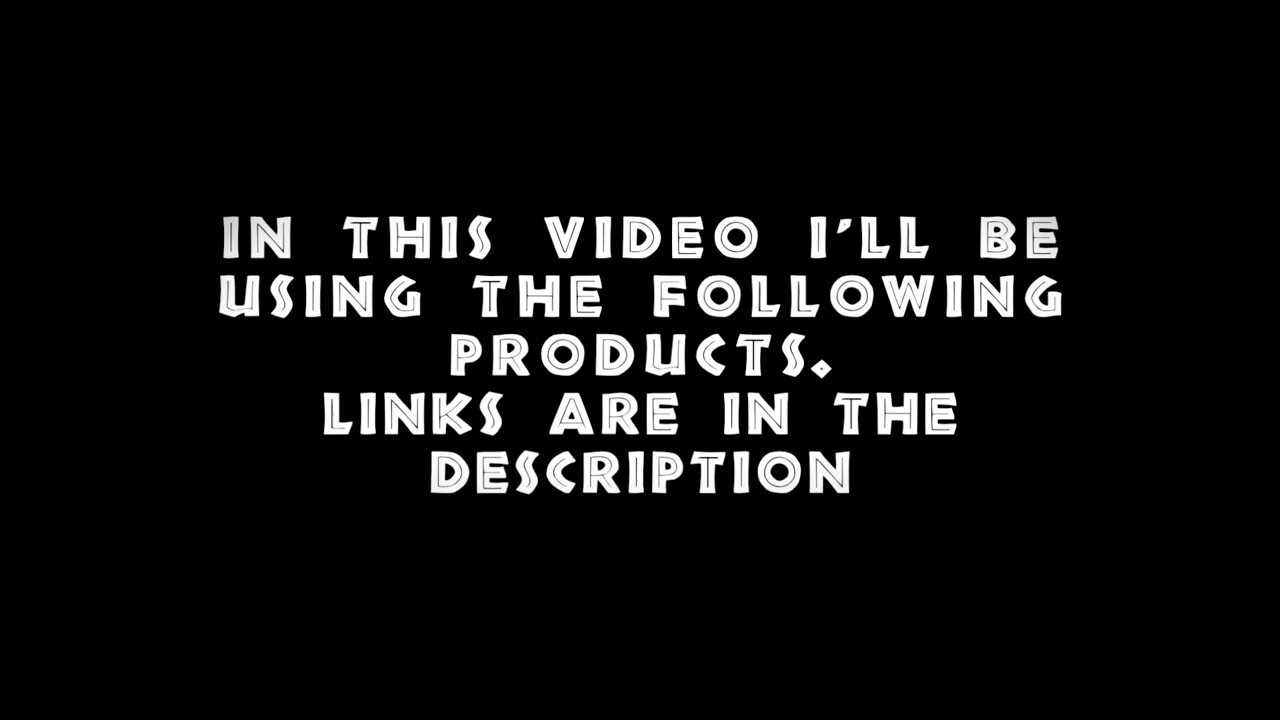 IN THIS VIDEO I'LL BE
USING THE FOLLOWING
PRODUCTS.
LINKS ARE IN THE
DESCRIPTION